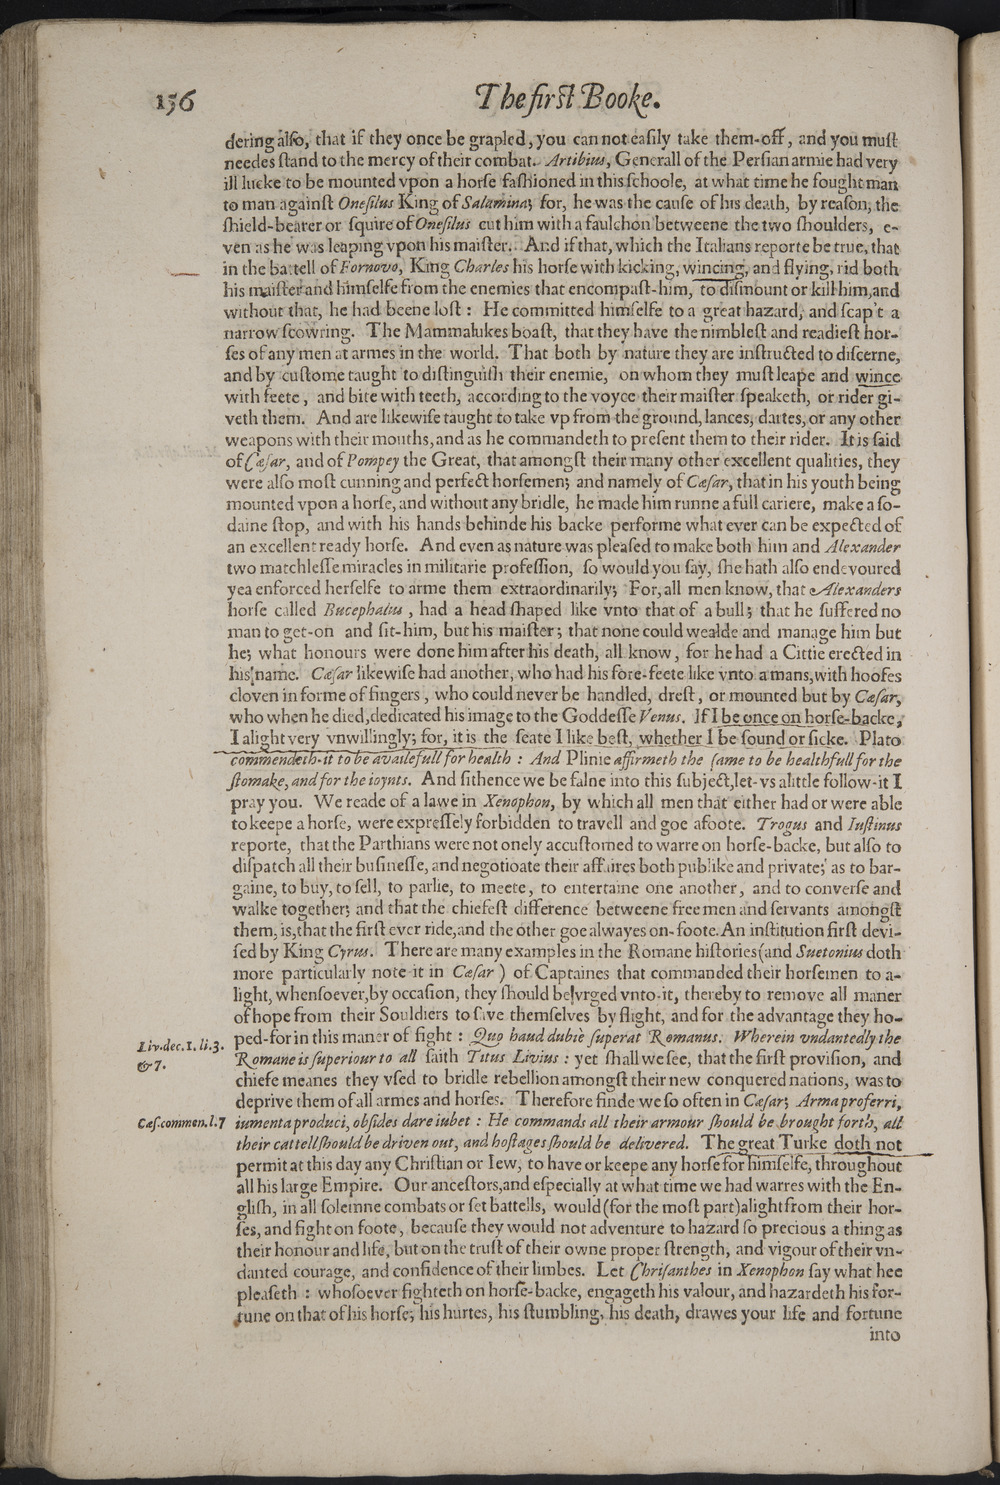 156
The firſt Booke.
dering alſo, that if they once be grapled, you can not eaſily take them-off, and you muſt
needes ſtand to the mercy of their combat. Artibius, Generall of the Perſian armie had very
ill lucke to be mounted vpon a horſe faſhioned in this ſchoole, at what time he fought man
to man againſt Oneſilus King of Salamina; for, he was the cauſe of his death, by reaſon, the
ſhield-bearer or ſquire of Oneſilus cut him with a faulchon betweene the two ſhoulders, e-
ven as he was leaping vpon his maiſter. And if that, which the Italians reporte be true, that
in the battell of Fornovo, King Charles his horſe with kicking, wincing, and flying, rid both
his maiſter and himſelfe from the enemies that encompaſt-him, to diſmount or kill him, and
without that, he had beene loſt : He committed himſelfe to a great hazard, and ſcap't a
narrow ſcowring. The Mammalukes boaſt, that they have the nimbleſt and readieſt hor-
ſes of any men at armes in the world. That both by nature they are inſtructed to diſcerne,
and by cuſtome taught to diſtinguiſh their enemie, on whom they muſt leape and wince
with feete, and bite with teeth, according to the voyce their maiſter ſpeaketh, or rider gi-
veth them. And are likewiſe taught to take vp from the ground, lances, dartes, or any other
weapons with their mouths, and as he commandeth to preſent them to their rider. It is ſaid
of Cæſar, and of Pompey the Great, that amongſt their many other excellent qualities, they
were alſo moſt cunning and perfect horſemen; and namely of Cæſar, that in his youth being
mounted vpon a horſe, and without any bridle, he made him runne a full cariere, make a ſo-
daine ſtop, and with his hands behinde his backe performe what ever can be expected of
an excellent ready horſe. And even as nature was pleaſed to make both him and Alexander
two matchleſſe miracles in militarie profeſſion, ſo would you ſay, ſhe hath alſo endevoured
yea enforced herſelfe to arme them extraordinarily; For, all men know, that Alexanders
horſe called Bucephalus, had a head ſhaped like vnto that of a bull; that he ſuffered no
man to get-on and ſit-him, but his maiſter; that none could wealde and manage him but
he; what honours were done him after his death, all know, for he had a Cittie erected in
his name. Cæſar likewiſe had another, who had his fore-feete like vnto a mans, with hoofes
cloven in forme of fingers, who could never be handled, dreſt, or mounted but by Cæſar,
who when he died, dedicated his image to the Goddeſſe Venus. If I be once on horſe-backe,
I alight very vnwillingly; for, it is the ſeate I like beſt, whether I be ſound or ſicke. Plato
commendeth-it to be availefull for health : And Plinie affirmeth the ſame to be healthfull for the
ſtomake, and for the ioynts. And ſithence we be falne into this ſubject, let-vs a little follow-it I
pray you. We reade of a lawe in Xenophon, by which all men that either had or were able
to keepe a horſe, were expreſſely forbidden to travell and goe afoote. Trogus and Iuſtinus
reporte, that the Parthians were not onely accuſtomed to warre on horſe-backe, but alſo to
diſpatch all their buſineſſe, and negotioate their affaires both publike and private; as to bar-
gaine, to buy, to ſell, to parlie, to meete, to entertaine one another, and to converſe and
walke together; and that the chiefeſt difference betweene free men and ſervants amongſt
them, is, that the firſt ever ride, and the other goe alwayes on-foote. An inſtitution firſt devi-
ſed by King Cyrus. There are many examples in the Romane hiſtories (and Suetonius doth
more particularly note it in Cæſar ) of Captaines that commanded their horſemen to a-
light, whenſoever, by occaſion, they ſhould be vrged vnto-it, thereby to remove all maner
of hope from their Souldiers to ſave themſelves by flight, and for the advantage they ho-
ped-for in this maner of fight : Quo haud dubiè ſuperat Romanus. Wherein vndantedly the
Liv. dec. 1. li. 3. & 7.
Romane is ſuperiour to all ſaith Titus Livius : yet ſhall we ſee, that the firſt proviſion, and
chiefe meanes they vſed to bridle rebellion amongſt their new conquered nations, was to
deprive them of all armes and horſes. Therefore finde we ſo often in Cæſar; Arma proferri,
Cæſ. commen. l. 7
iumenta produci, obſides dare iubet : He commands all their armour ſhould be brought forth, all
their cattell ſhould be driven out, and hoſtages ſhould be delivered. The great Turke doth not
permit at this day any Chriſtian or Iew, to have or keepe any horſe for himſelfe, throughout
all his large Empire. Our anceſtors, and eſpecially at what time we had warres with the En-
gliſh, in all ſolemne combats or ſet battells, would (for the moſt part) alight from their hor-
ſes, and fight on foote, becauſe they would not adventure to hazard ſo precious a thing as
their honour and life, but on the truſt of their owne proper ſtrength, and vigour of their vn-
danted courage, and confidence of their limbes. Let Chriſanthes in Xenophon ſay what hee
pleaſeth : whoſoever fighteth on horſe-backe, engageth his valour, and hazardeth his for-
tune on that of his horſe; his hurtes, his ſtumbling, his death, drawes your life and fortune
into